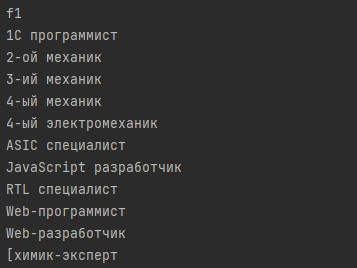 f1
1С программист
2-ой механик
3-ий механик
4-ый механик
4-ый электромеханик
ASIC специалист
JavaScript разработчик
RTL специалист
Web-программист
Web-разработчик
[химик-эксперт